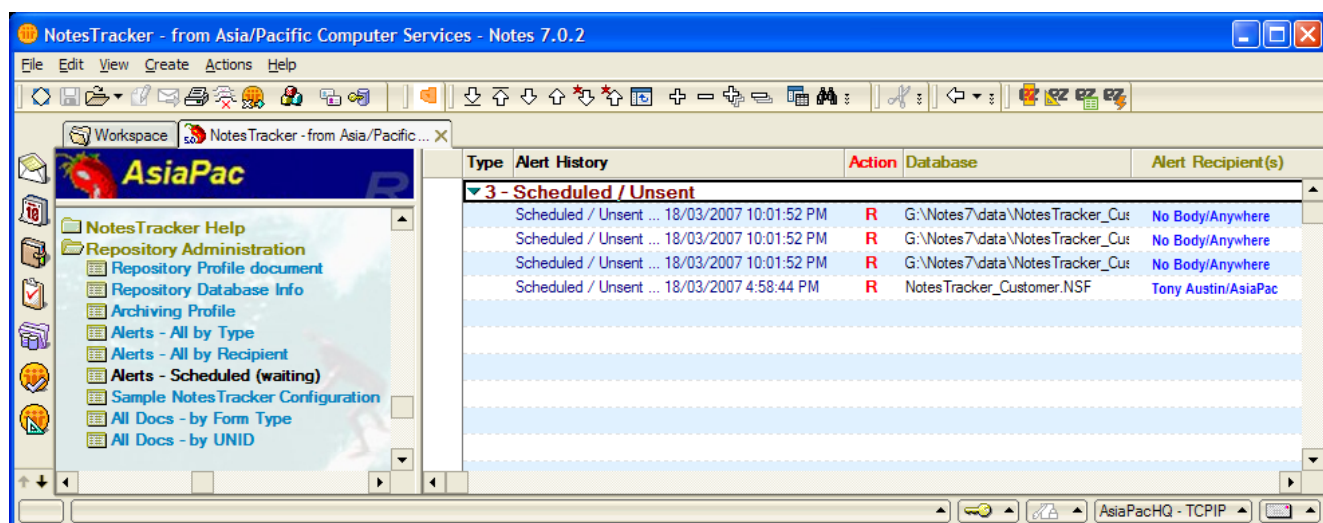 NotesTracker - from Asia/Pacific Computer Services - Notes 7.0.2
File Edit View Create Actions Help
Workspace
NotesTracker - from Asia/Pacific ...
AsiaPac
NotesTracker Help
Repository Administration
Repository Profile document
Repository Database Info
Archiving Profile
Alerts - All by Type
Alerts - All by Recipient
Alerts - Scheduled (waiting)
Sample NotesTracker Configuration
All Docs - by Form Type
All Docs - by UNID
Type Alert History Action Database Alert Recipient(s)
3 - Scheduled / Unsent
Scheduled / Unsent ... 18/03/2007 10:01:52 PM R G:\Notes7\data\NotesTracker_Cus No Body/Anywhere
Scheduled / Unsent ... 18/03/2007 10:01:52 PM R G:\Notes7\data\NotesTracker_Cus No Body/Anywhere
Scheduled / Unsent ... 18/03/2007 10:01:52 PM R G:\Notes7\data\NotesTracker_Cus No Body/Anywhere
Scheduled / Unsent ... 18/03/2007 4:58:44 PM R NotesTracker_Customer.NSF Tony Austin/AsiaPac
AsiaPacHQ - TCPIP